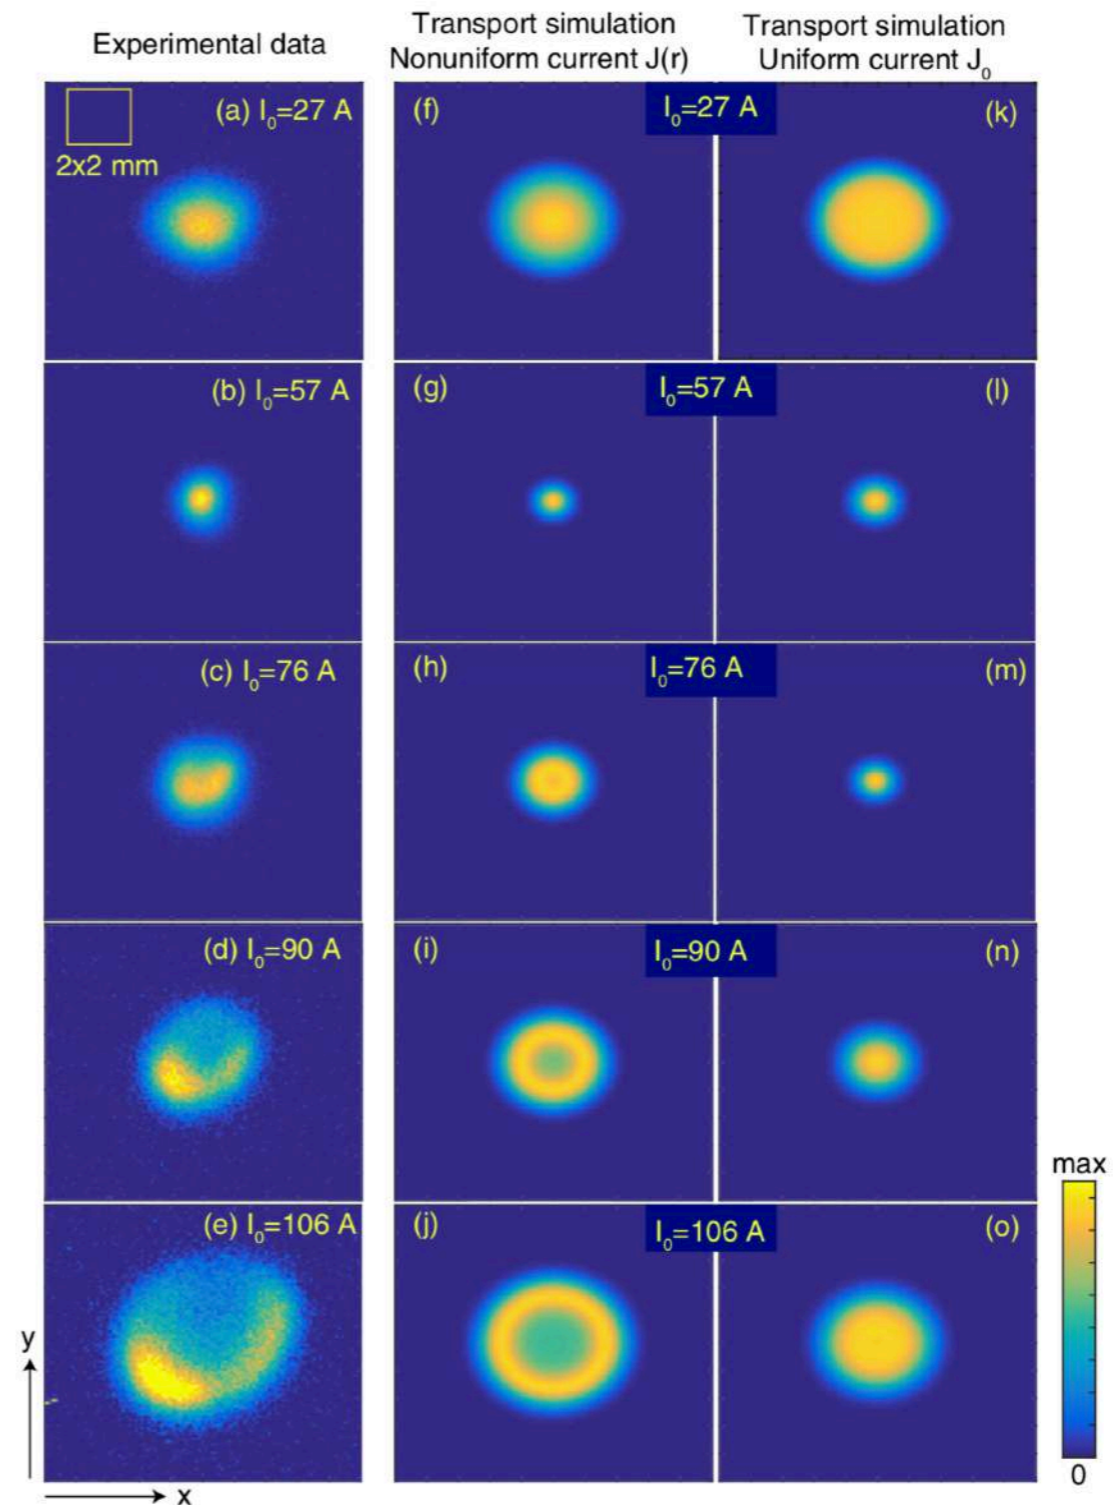 Experimental data
Transport simulation
Nonuniform current J(r)
Transport simulation
Uniform current J₀
2x2 mm
(a) I₀=27 A
(f)
I₀=27 A
(k)
(b) I₀=57 A
(g)
I₀=57 A
(l)
(c) I₀=76 A
(h)
I₀=76 A
(m)
(d) I₀=90 A
(i)
I₀=90 A
(n)
(e) I₀=106 A
(j)
I₀=106 A
(o)
max
0
y
x